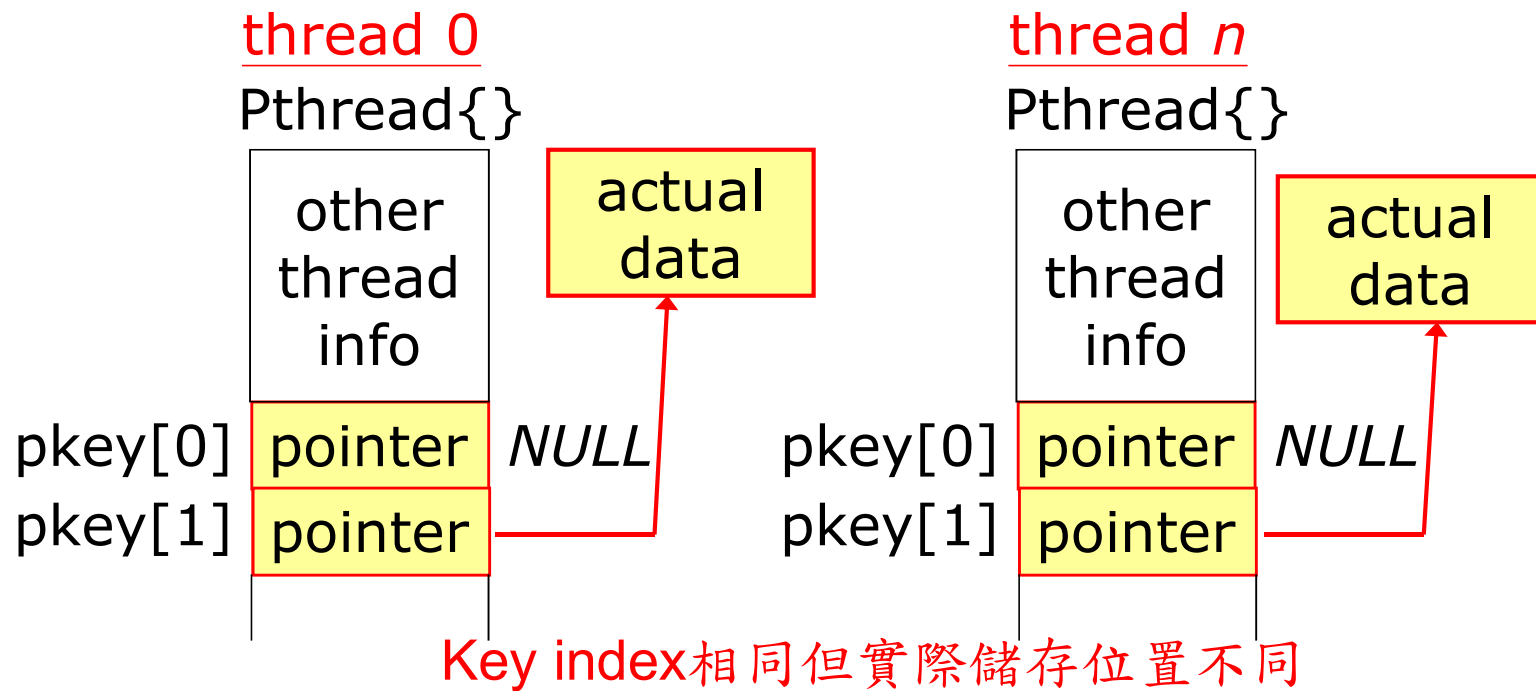 thread 0
Pthread{}
other
thread
info
actual
data
pkey[0]
pointer
NULL
pkey[1]
pointer
thread n
Pthread{}
other
thread
info
actual
data
pkey[0]
pointer
NULL
pkey[1]
pointer
Key index相同但實際儲存位置不同